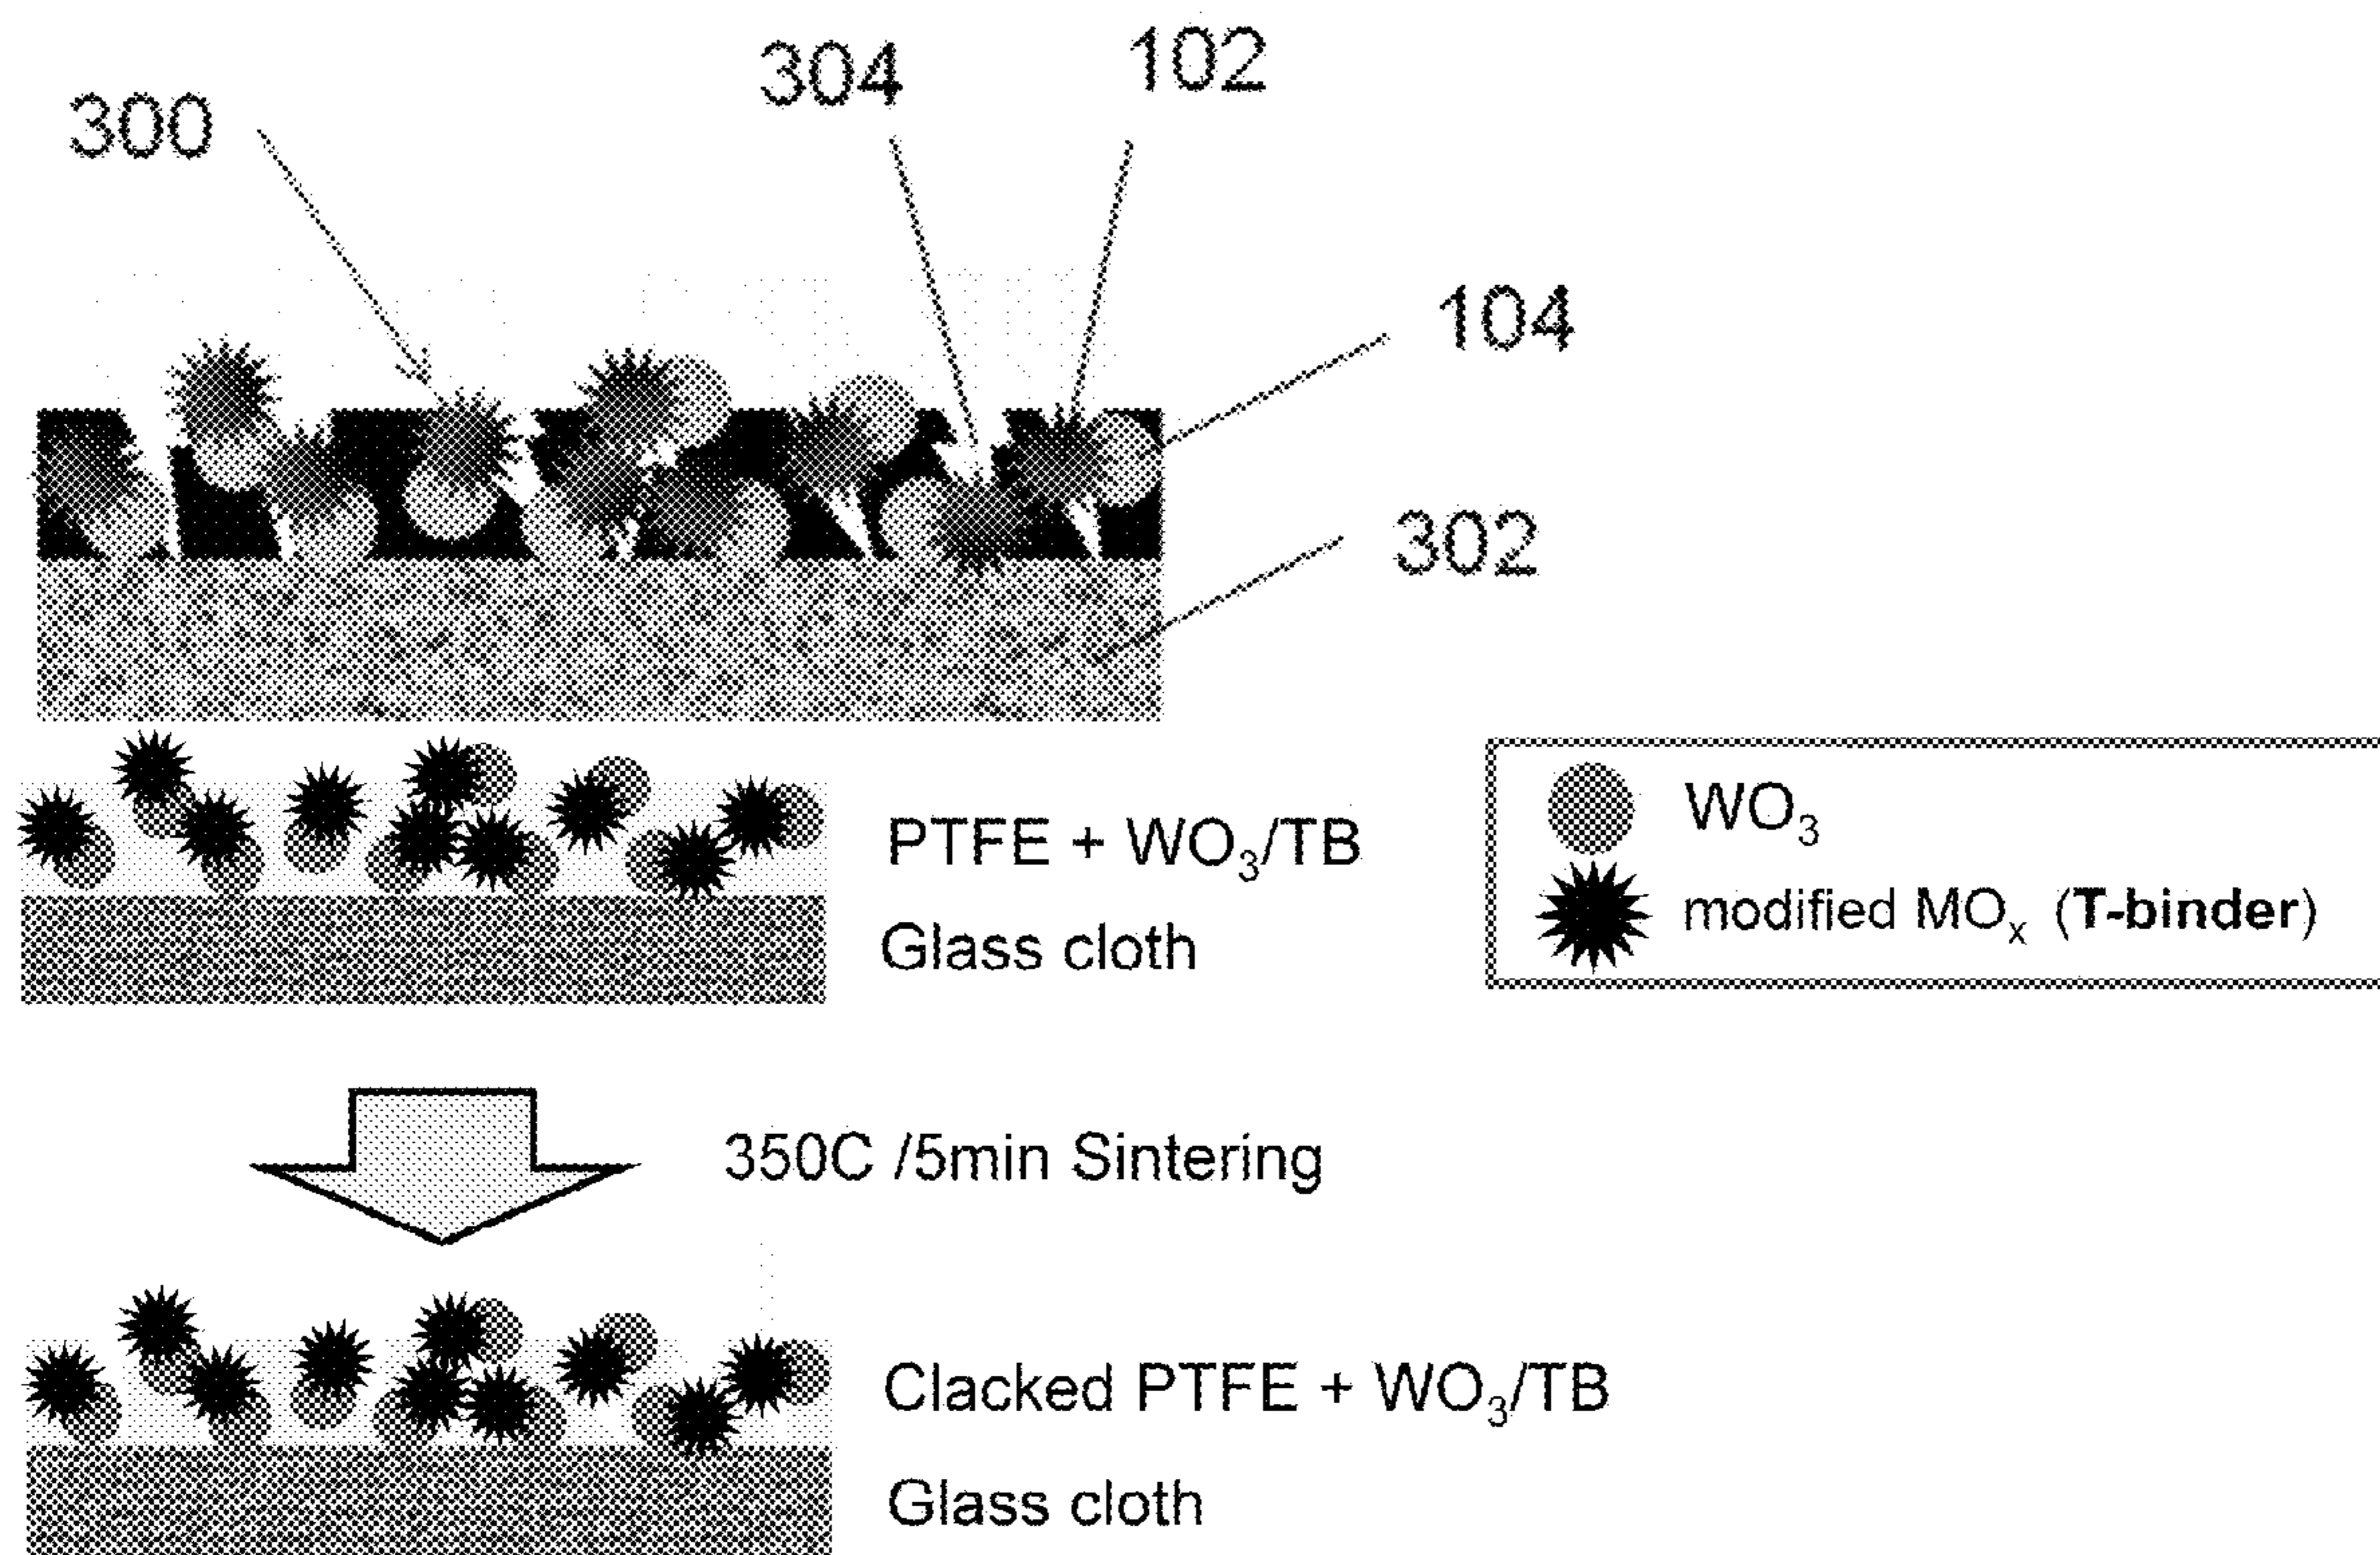 304 102
300
104
302
WO₃
PTFE + WO₃/TB
modified MOₓ (T-binder)
Glass cloth
350C /5min Sintering
Clacked PTFE + WO₃/TB
Glass cloth